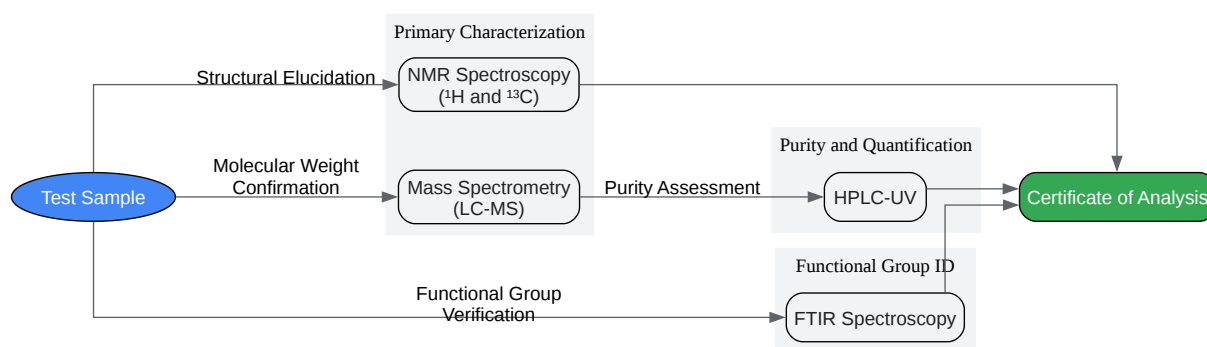 Primary Characterization
Structural Elucidation
NMR Spectroscopy
(¹H and ¹³C)
Test Sample
Molecular Weight
Confirmation
Mass Spectrometry
(LC-MS)
Purity Assessment
Purity and Quantification
HPLC-UV
Certificate of Analysis
Functional Group
Verification
Functional Group ID
FTIR Spectroscopy